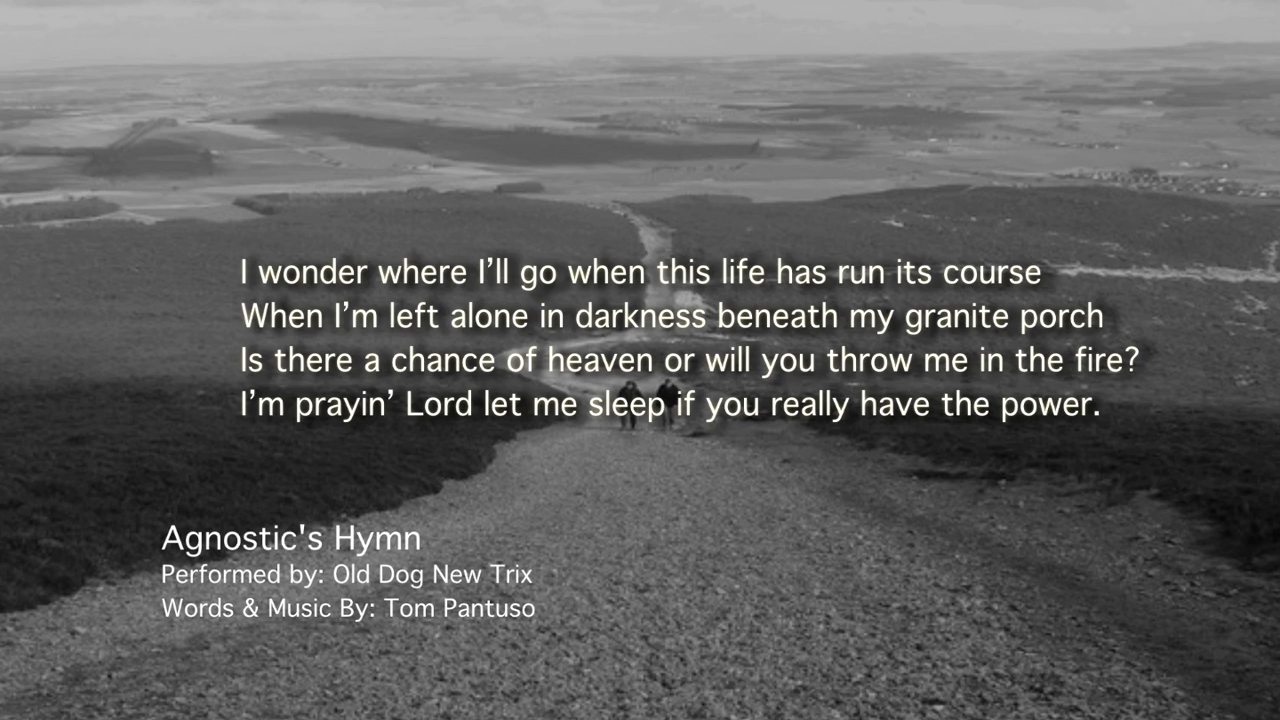 I wonder where I’ll go when this life has run its course
When I’m left alone in darkness beneath my granite porch
Is there a chance of heaven or will you throw me in the fire?
I’m prayin’ Lord let me sleep if you really have the power.
Agnostic's Hymn
Performed by: Old Dog New Trix
Words & Music By: Tom Pantuso